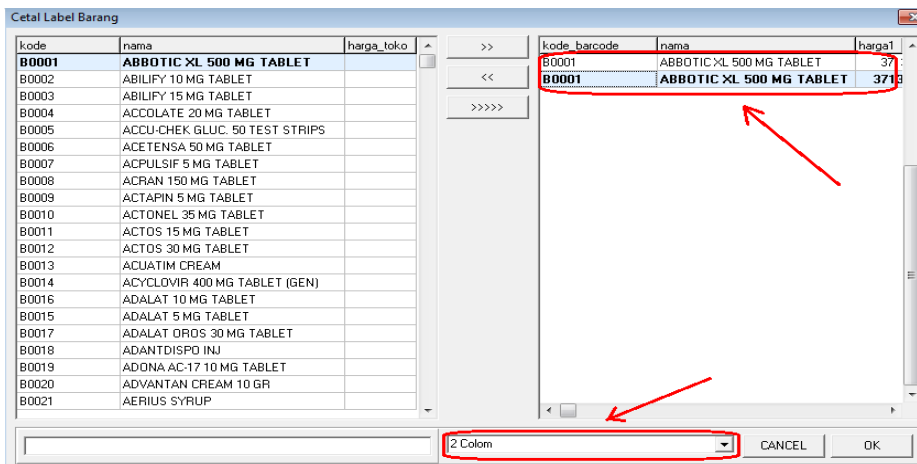 Cetal Label Barang
kode nama harga_toko
B0001 ABBOTIC XL 500 MG TABLET
B0002 ABILIFY 10 MG TABLET
B0003 ABILIFY 15 MG TABLET
B0004 ACCOLATE 20 MG TABLET
B0005 ACCU-CHEK GLUC. 50 TEST STRIPS
B0006 ACETENSA 50 MG TABLET
B0007 ACPULSIF 5 MG TABLET
B0008 ACRAN 150 MG TABLET
B0009 ACTAPIN 5 MG TABLET
B0010 ACTONEL 35 MG TABLET
B0011 ACTOS 15 MG TABLET
B0012 ACTOS 30 MG TABLET
B0013 ACUATIM CREAM
B0014 ACYCLOVIR 400 MG TABLET (GEN)
B0016 ADALAT 10 MG TABLET
B0015 ADALAT 5 MG TABLET
B0017 ADALAT OROS 30 MG TABLET
B0018 ADANTDISPO INJ
B0019 ADONA AC-17 10 MG TABLET
B0020 ADVANTAN CREAM 10 GR
B0021 AERIUS SYRUP
>>
<<
>>>>>
kode_barcode nama harga1
B0001 ABBOTIC XL 500 MG TABLET
B0001 ABBOTIC XL 500 MG TABLET 3713
2 Colom
CANCEL
OK